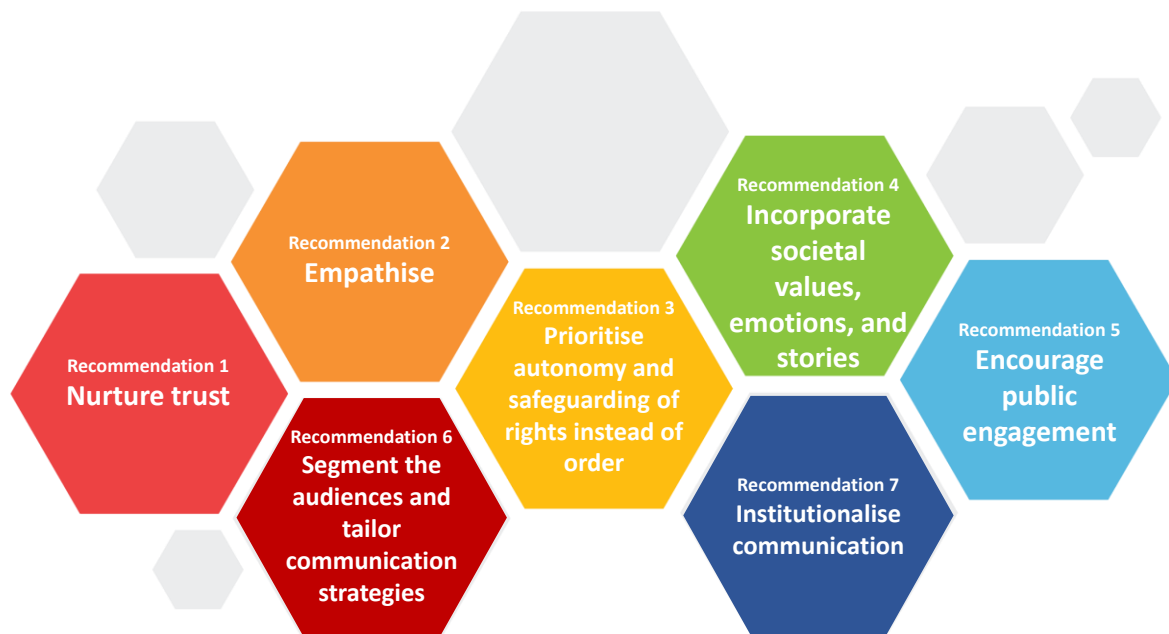 Recommendation 1
Nurture trust
Recommendation 2
Empathise
Recommendation 3
Prioritise
autonomy and
safeguarding of
rights instead of
order
Recommendation 4
Incorporate
societal
values,
emotions, and
stories
Recommendation 5
Encourage
public
engagement
Recommendation 6
Segment the
audiences and
tailor
communication
strategies
Recommendation 7
Institutionalise
communication